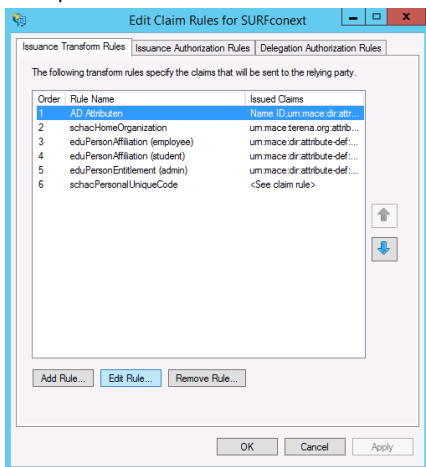 Edit Claim Rules for SURFconext
Issuance Transform Rules Issuance Authorization Rules Delegation Authorization Rules
The following transform rules specify the claims that will be sent to the relying party.
Order Rule Name Issued Claims
1 AD Attributen Name ID,urn:mace:dir:attr...
2 schacHomeOrganization urn:mace:terena.org:attrib...
3 eduPersonAffiliation (employee) urn:mace:dir:attribute-def:...
4 eduPersonAffiliation (student) urn:mace:dir:attribute-def:...
5 eduPersonEntitlement (admin) urn:mace:dir:attribute-def:...
6 schacPersonalUniqueCode <See claim rule>
Add Rule... Edit Rule... Remove Rule...
OK Cancel Apply